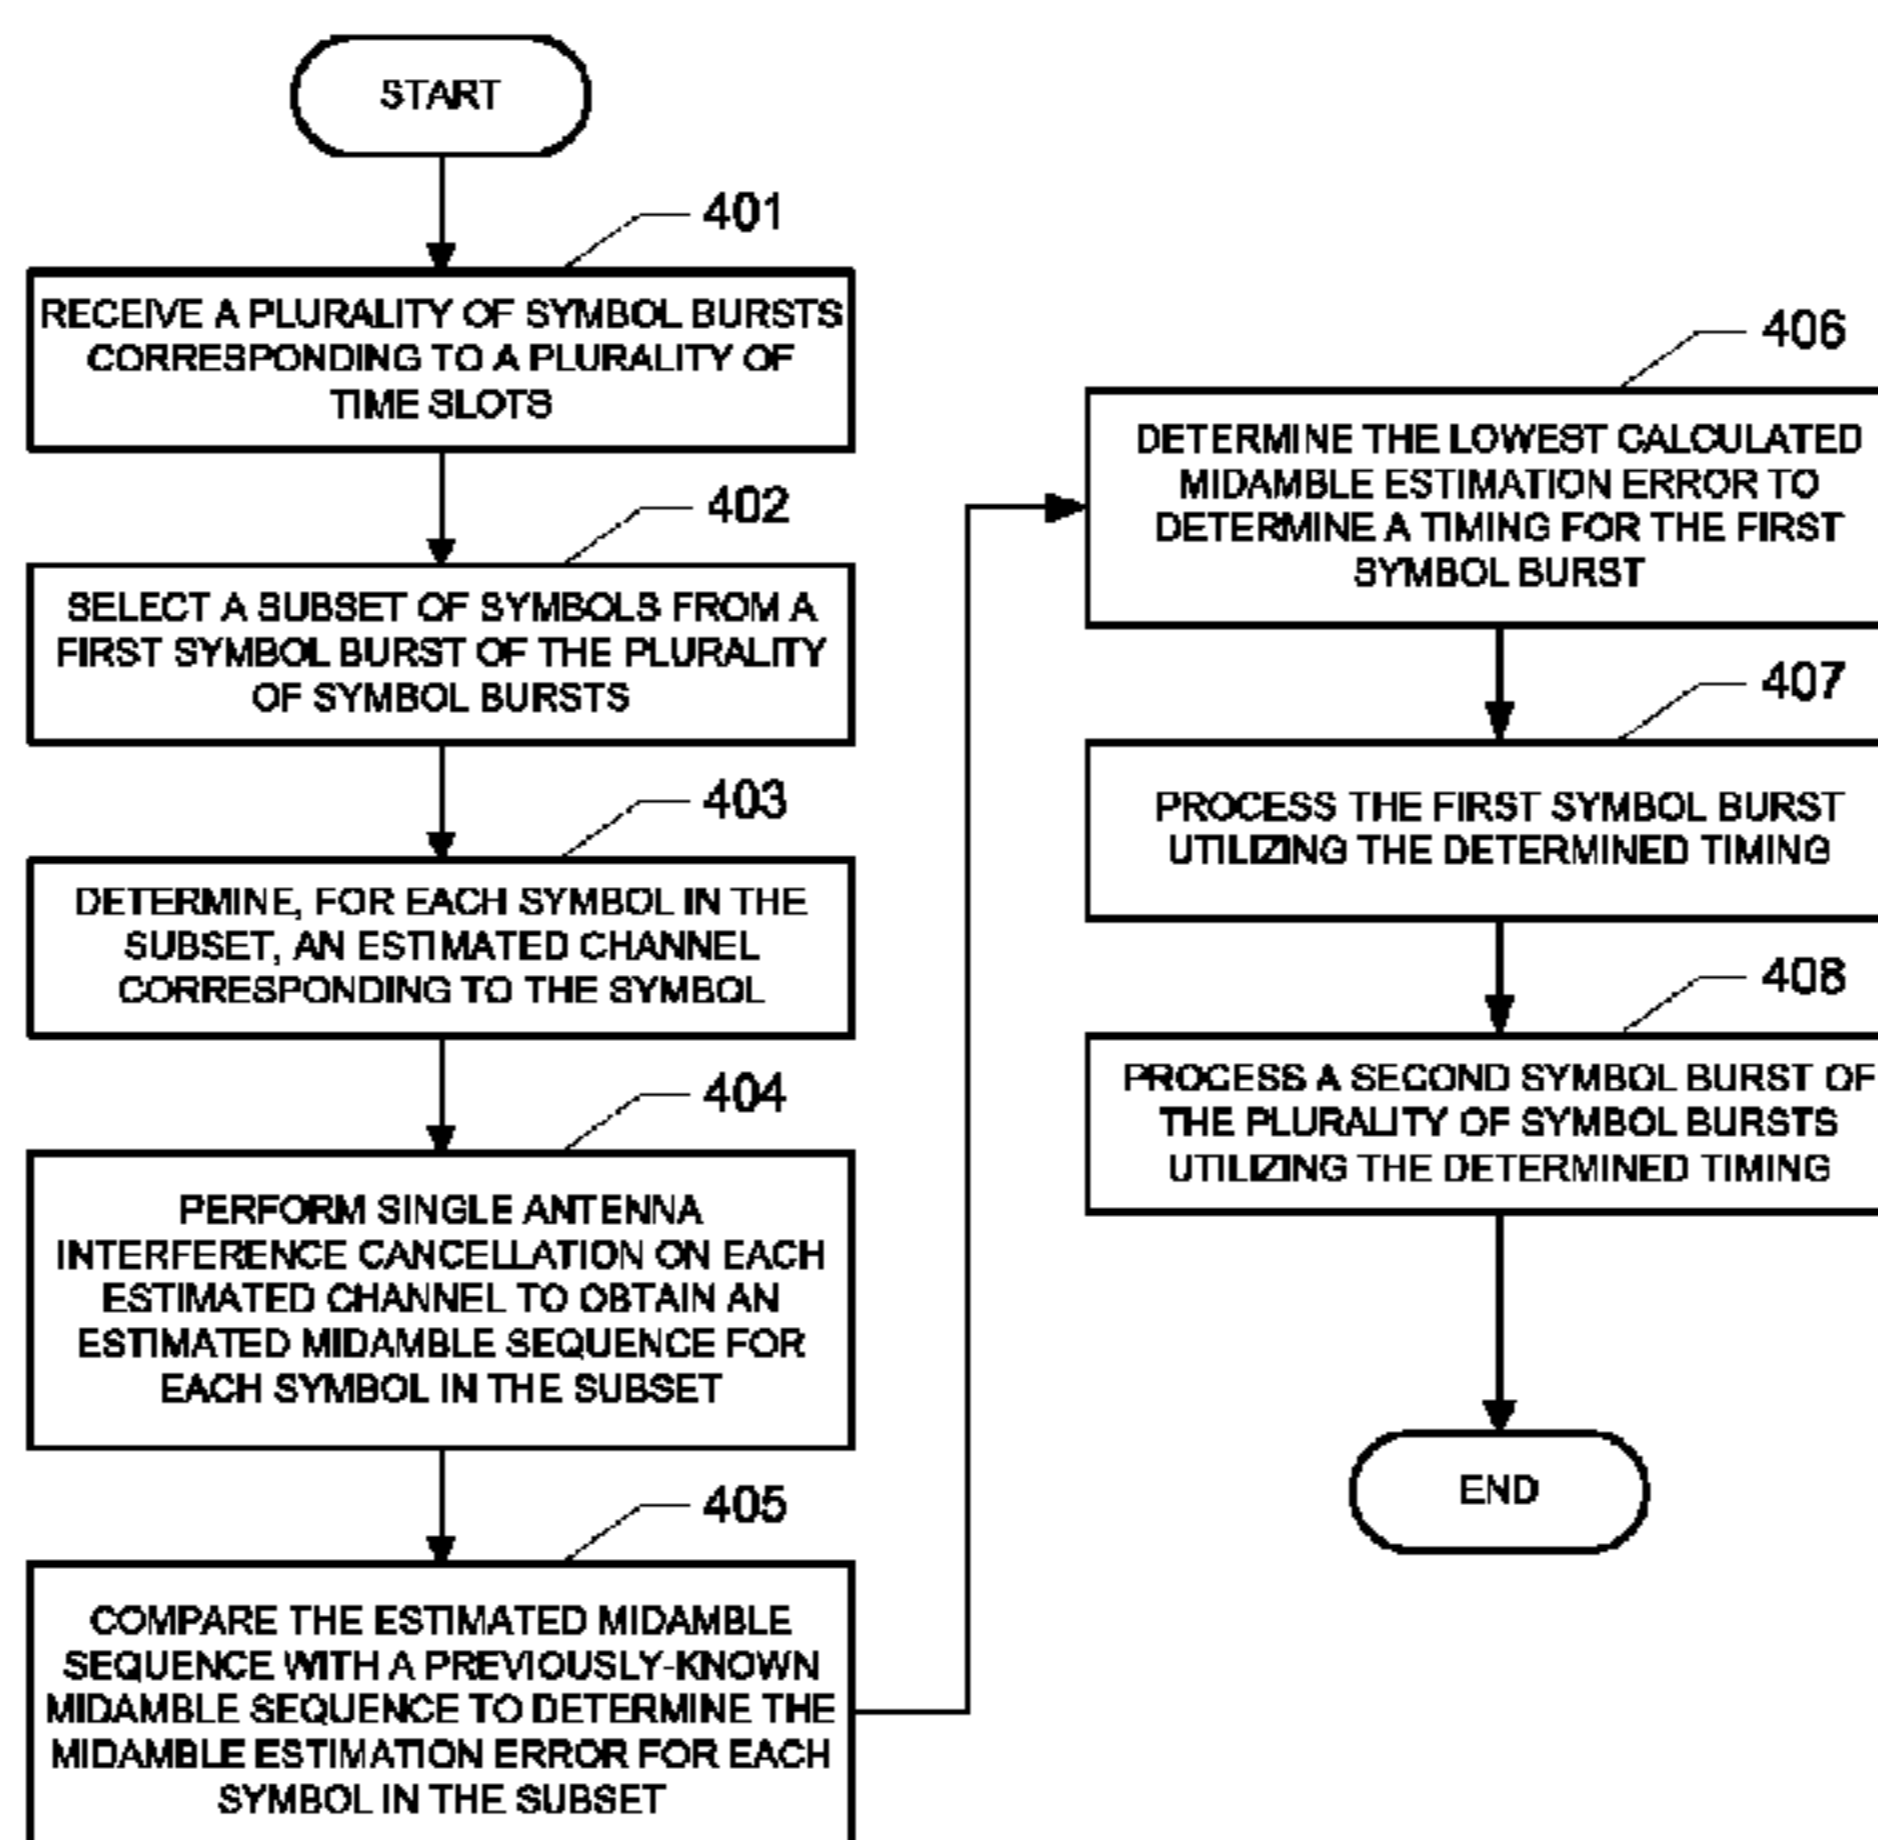 START
401
RECEIVE A PLURALITY OF SYMBOL BURSTS
CORRESPONDING TO A PLURALITY OF
TIME SLOTS
402
SELECT A SUBSET OF SYMBOLS FROM A
FIRST SYMBOL BURST OF THE PLURALITY
OF SYMBOL BURSTS
403
DETERMINE, FOR EACH SYMBOL IN THE
SUBSET, AN ESTIMATED CHANNEL
CORRESPONDING TO THE SYMBOL
404
PERFORM SINGLE ANTENNA
INTERFERENCE CANCELLATION ON EACH
ESTIMATED CHANNEL TO OBTAIN AN
ESTIMATED MIDAMBLE SEQUENCE FOR
EACH SYMBOL IN THE SUBSET
405
COMPARE THE ESTIMATED MIDAMBLE
SEQUENCE WITH A PREVIOUSLY-KNOWN
MIDAMBLE SEQUENCE TO DETERMINE THE
MIDAMBLE ESTIMATION ERROR FOR EACH
SYMBOL IN THE SUBSET
406
DETERMINE THE LOWEST CALCULATED
MIDAMBLE ESTIMATION ERROR TO
DETERMINE A TIMING FOR THE FIRST
SYMBOL BURST
407
PROCESS THE FIRST SYMBOL BURST
UTILIZING THE DETERMINED TIMING
408
PROCESS A SECOND SYMBOL BURST OF
THE PLURALITY OF SYMBOL BURSTS
UTILIZING THE DETERMINED TIMING
END